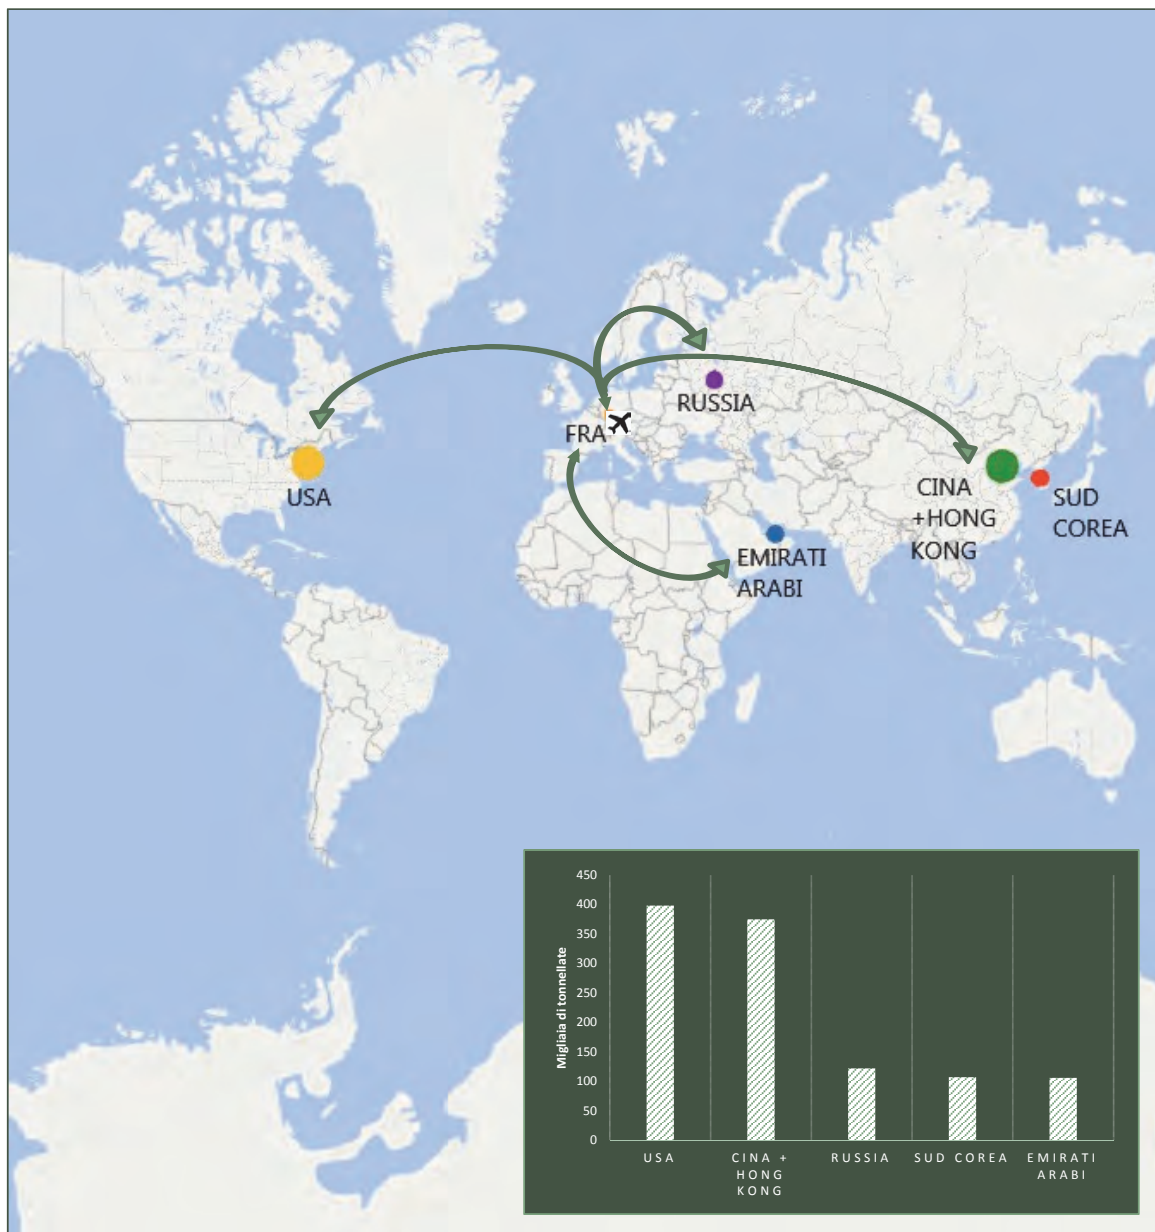 RUSSIA
FRA
USA
CINA
+HONG
KONG
SUD
COREA
EMIRATI
ARABI
Migliaia di tonnellate
450
400
350
300
250
200
150
100
50
0
USA
CINA +
HONG
KONG
RUSSIA
SUD COREA
EMIRATI
ARABI